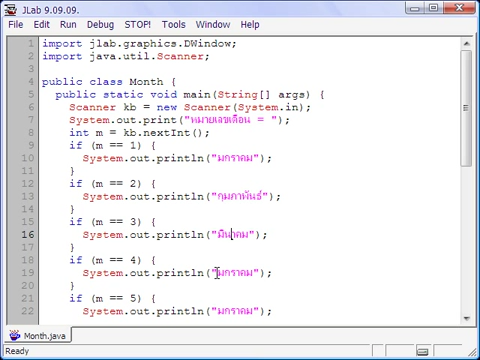 JLab 9.09.09.
File Edit Run Debug STOP! Tools Window Help
1 import jlab.graphics.DWindow;
2 import java.util.Scanner;
3
4 public class Month {
5 public static void main(String[] args) {
6 Scanner kb = new Scanner(System.in);
7 System.out.print("หมายเลขเดือน = ");
8 int m = kb.nextInt();
9 if (m == 1) {
10 System.out.println("มกราคม");
11 }
12 if (m == 2) {
13 System.out.println("กุมภาพันธ์");
14 }
15 if (m == 3) {
16 System.out.println("มีนาคม");
17 }
18 if (m == 4) {
19 System.out.println("มกราคม");
20 }
21 if (m == 5) {
22 System.out.println("มกราคม");
Month.java
Ready